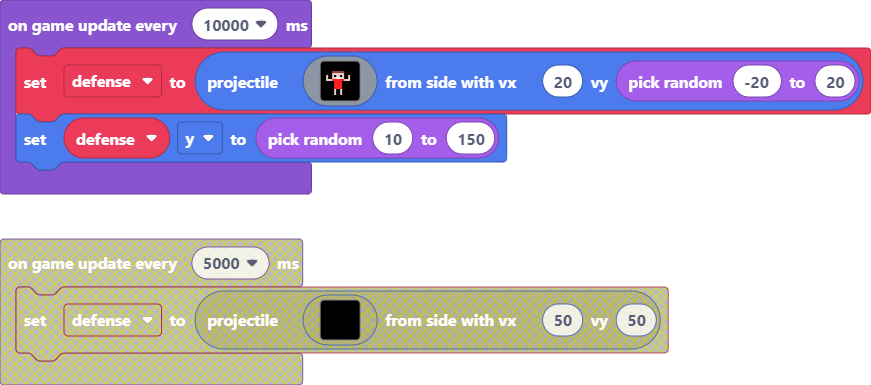 on game update every 10000 ms
set defense to projectile from side with vx 20 vy pick random -20 to 20
set defense y to pick random 10 to 150
on game update every 5000 ms
set defense to projectile from side with vx 50 vy 50